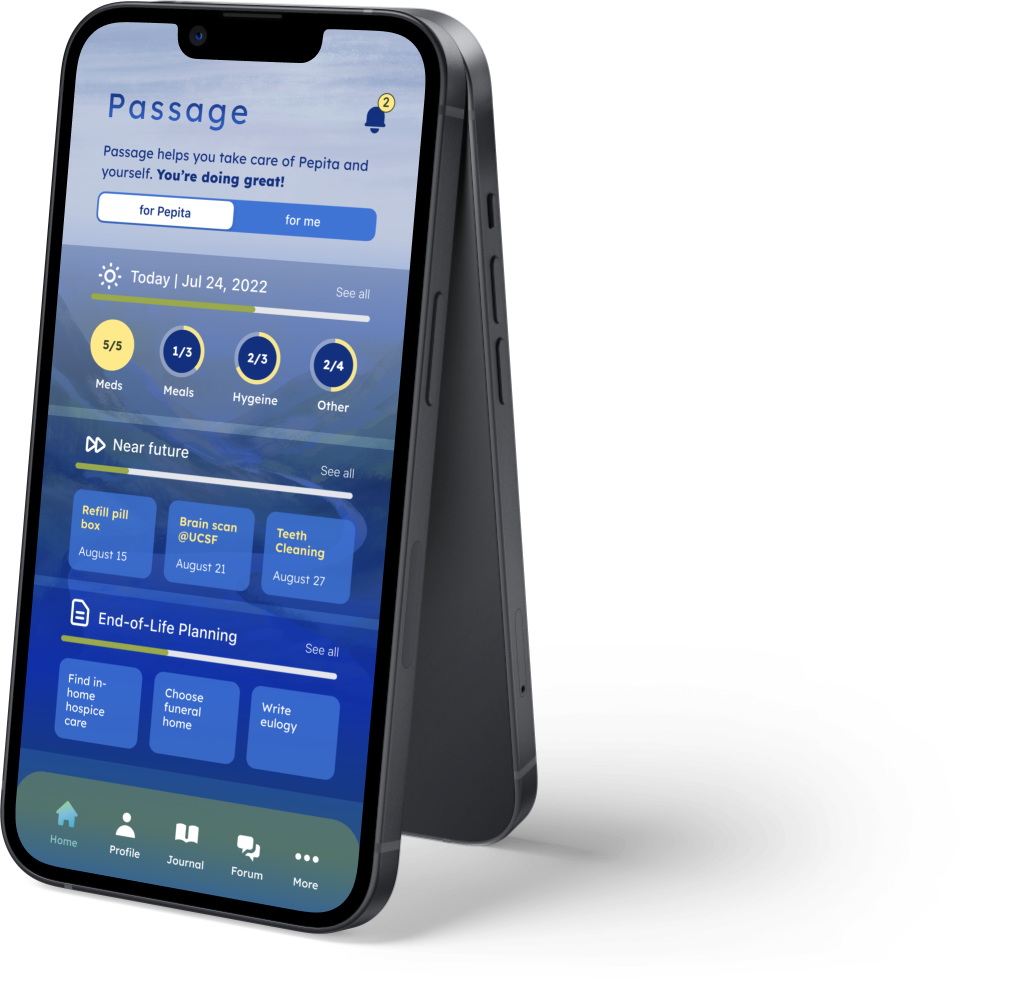 Passage
2
Passage helps you take care of Pepita and
yourself. You're doing great!
for Pepita
for me
Today | Jul 24, 2022
See all
5/5
1/3
2/3
2/4
Meds
Meals
Hygeine
Other
Near future
See all
Refill pill
box
August 15
Brain scan
@UCSF
August 21
Teeth
Cleaning
August 27
End-of-Life Planning
See all
Find in-
home
hospice
care
Choose
funeral
home
Write
eulogy
Home
Profile
Journal
Forum
More